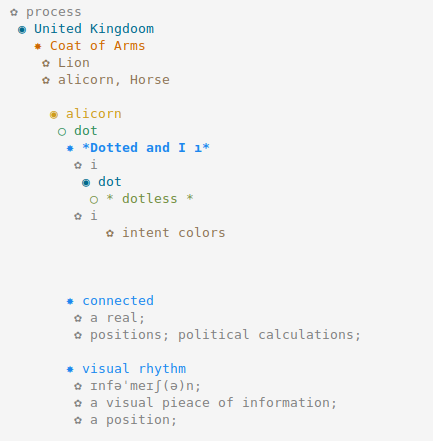 ✿ process
◉ United Kingdoom
✸ Coat of Arms
✿ Lion
✿ alicorn, Horse
◉ alicorn
○ dot
✸ *Dotted and I ı*
✿ i
◉ dot
○ * dotless *
✿ i
✿ intent colors
✸ connected
✿ a real;
✿ positions; political calculations;
✸ visual rhythm
✿ ɪnfəˈmeɪʃ(ə)n;
✿ a visual pieace of information;
✿ a position;